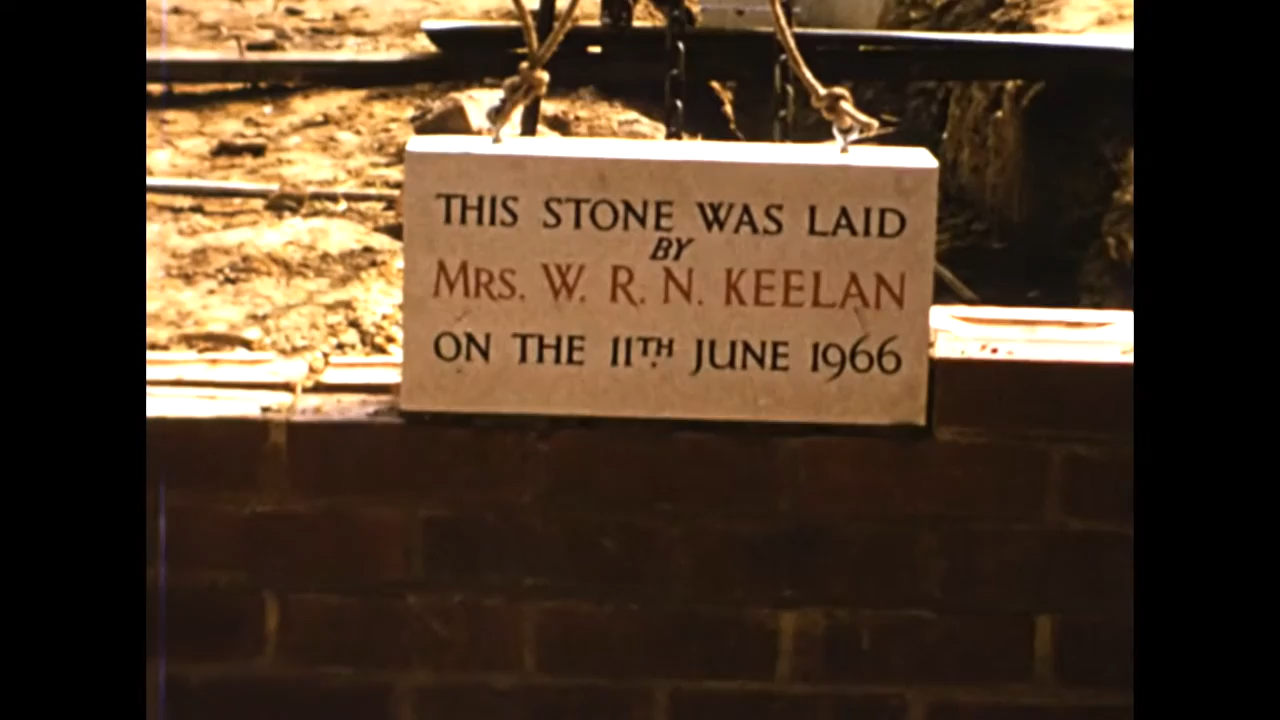 THIS STONE WAS LAID
BY
MRS. W. R. N. KEELAN
ON THE 11TH JUNE 1966